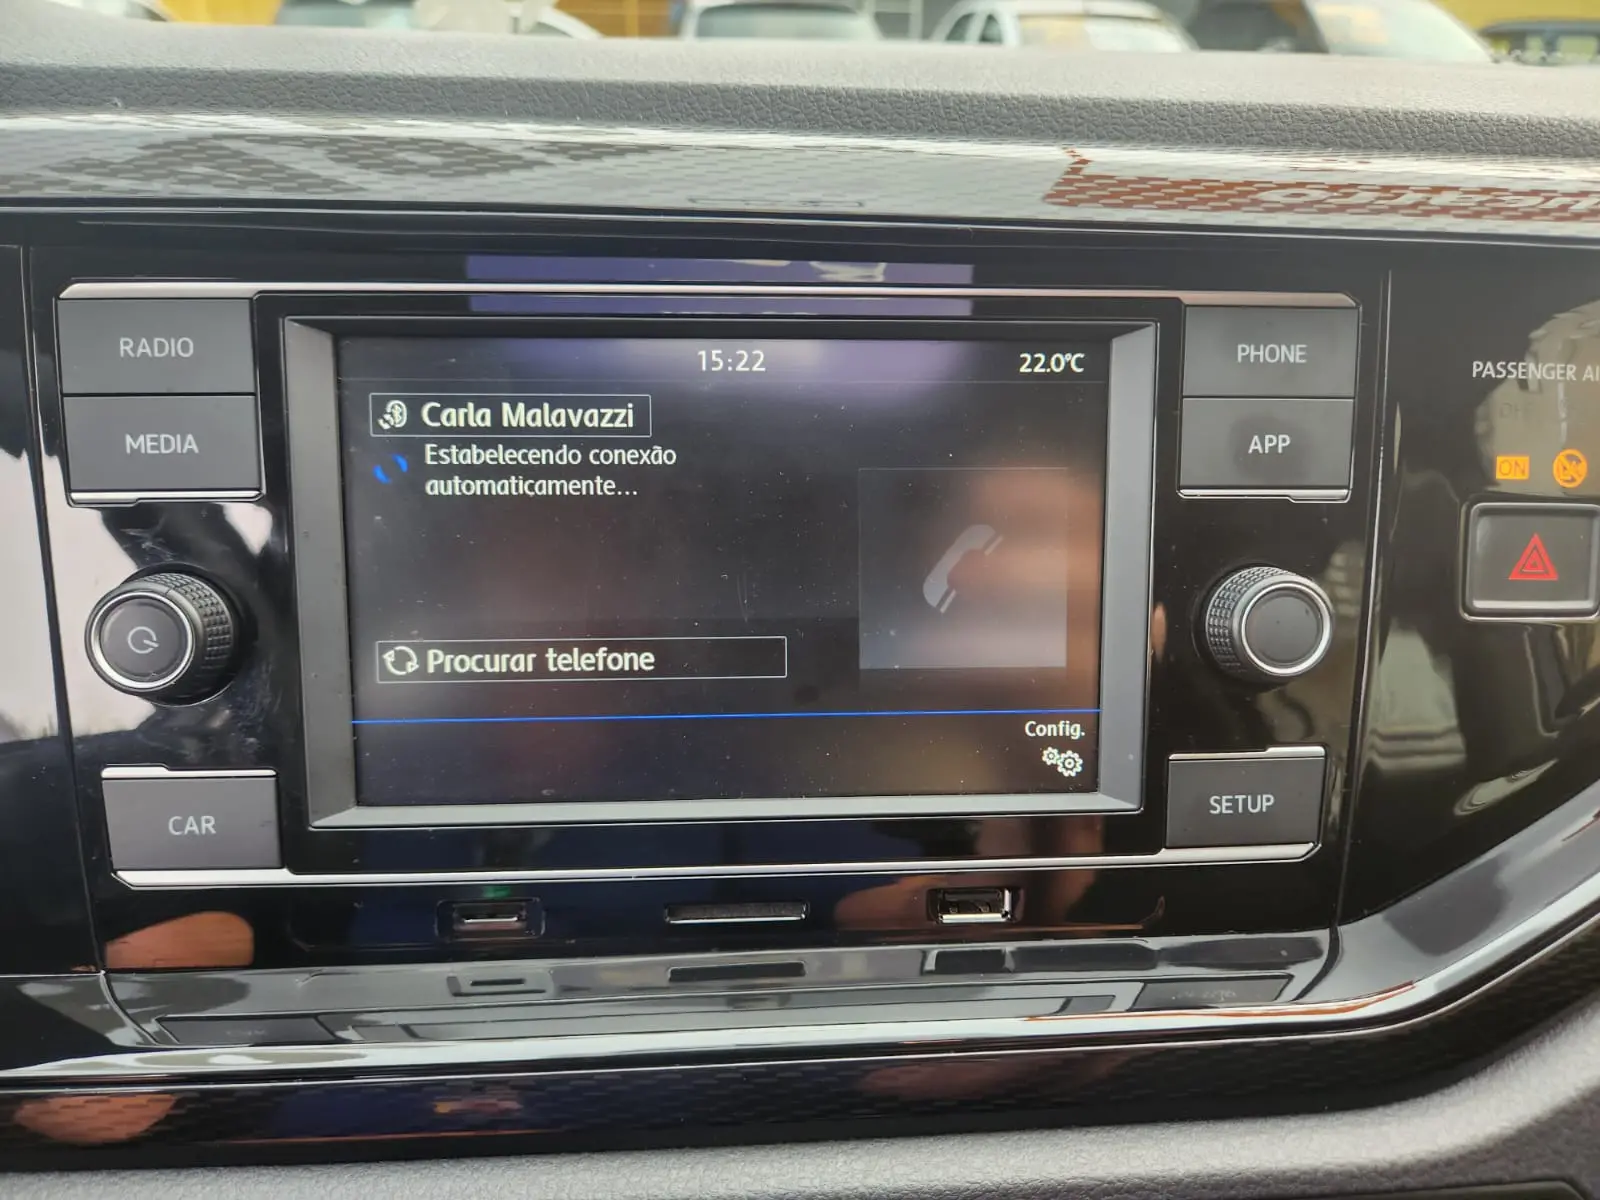 RADIO
MEDIA
CAR
15:22
22.0°C
Carla Malavazzi
Estabelecendo conexão
automaticamente...
Procurar telefone
Config.
PHONE
APP
SETUP
PASSENGER
ON